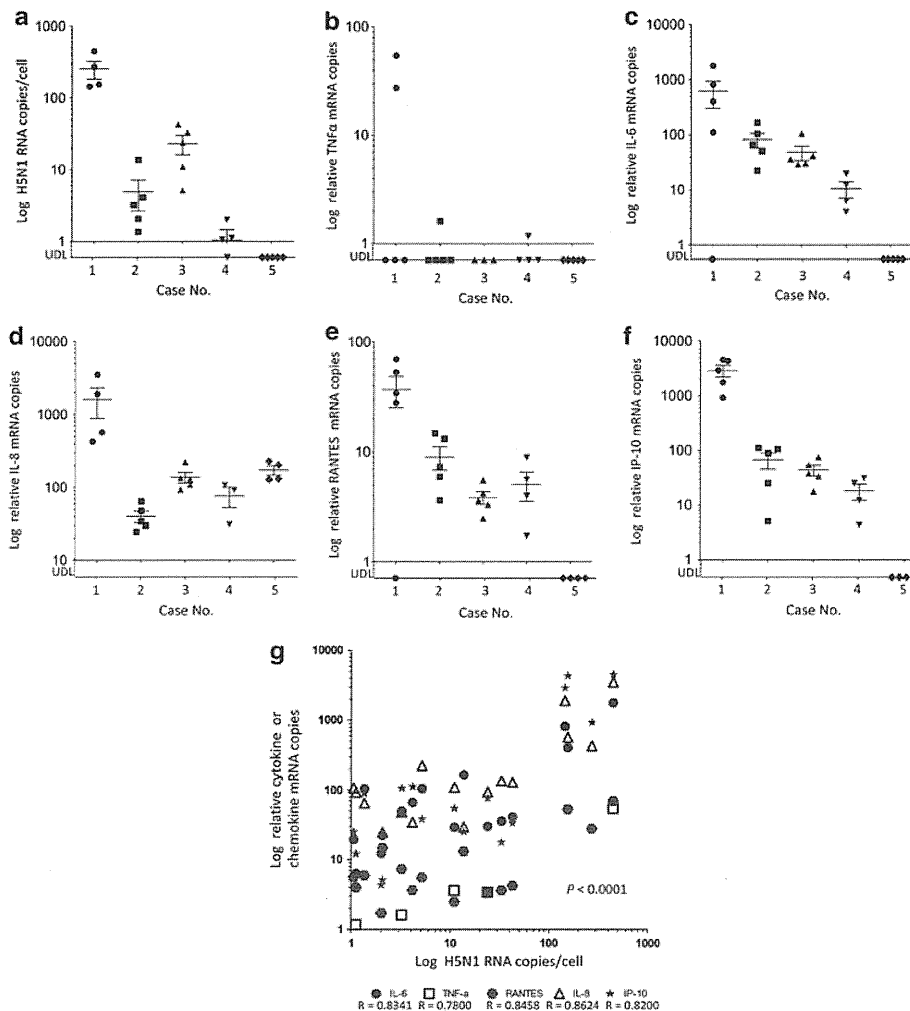 a
b
c
1000
100
10
1
UDL
Log H5N1 RNA copies/cell
1 2 3 4 5
Case No.
100
10
1
UDL
Log relative TNFα mRNA copies
1 2 3 4 5
Case No.
10000
1000
100
10
1
UDL
Log relative IL-6 mRNA copies
1 2 3 4 5
Case No.
d
e
f
10000
1000
100
10
UDL
Log relative IL-8 mRNA copies
1 2 3 4 5
Case No.
100
10
1
UDL
Log relative RANTES mRNA copies
1 2 3 4 5
Case No.
10000
1000
100
10
1
UDL
Log relative IP-10 mRNA copies
1 2 3 4 5
Case No.
g
10000
1000
100
10
1
Log relative cytokine or
chemokine mRNA copies
P < 0.0001
1 10 100 1000
Log H5N1 RNA copies/cell
IL-6 TNF-a RANTES IL-8 IP-10
R = 0.8341 R = 0.7800 R = 0.8458 R = 0.8624 R = 0.8200